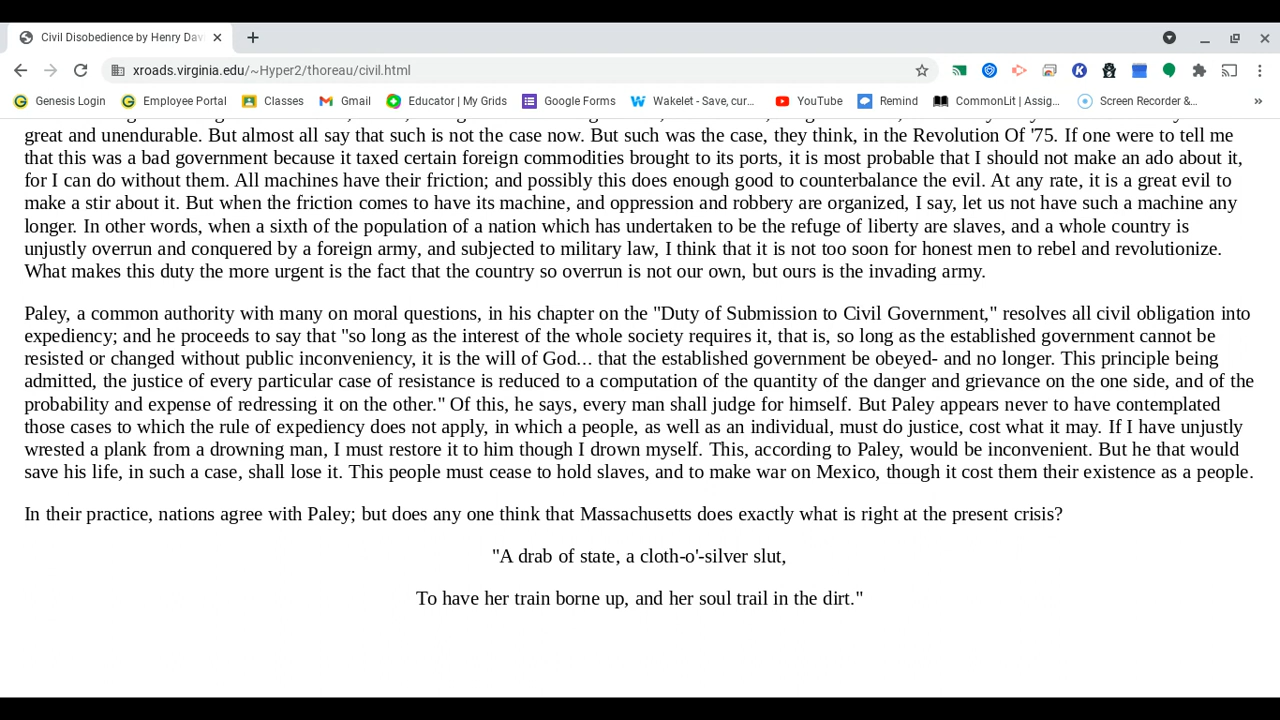 Civil Disobedience by Henry Dav
xroads.virginia.edu/~Hyper2/thoreau/civil.html
Genesis Login Employee Portal Classes Gmail Educator | My Grids Google Forms Wakelet - Save, cur... YouTube Remind CommonLit | Assig... Screen Recorder &... »
great and unendurable. But almost all say that such is not the case now. But such was the case, they think, in the Revolution Of '75. If one were to tell me
that this was a bad government because it taxed certain foreign commodities brought to its ports, it is most probable that I should not make an ado about it,
for I can do without them. All machines have their friction; and possibly this does enough good to counterbalance the evil. At any rate, it is a great evil to
make a stir about it. But when the friction comes to have its machine, and oppression and robbery are organized, I say, let us not have such a machine any
longer. In other words, when a sixth of the population of a nation which has undertaken to be the refuge of liberty are slaves, and a whole country is
unjustly overrun and conquered by a foreign army, and subjected to military law, I think that it is not too soon for honest men to rebel and revolutionize.
What makes this duty the more urgent is the fact that the country so overrun is not our own, but ours is the invading army.
Paley, a common authority with many on moral questions, in his chapter on the "Duty of Submission to Civil Government," resolves all civil obligation into
expediency; and he proceeds to say that "so long as the interest of the whole society requires it, that is, so long as the established government cannot be
resisted or changed without public inconveniency, it is the will of God... that the established government be obeyed- and no longer. This principle being
admitted, the justice of every particular case of resistance is reduced to a computation of the quantity of the danger and grievance on the one side, and of the
probability and expense of redressing it on the other." Of this, he says, every man shall judge for himself. But Paley appears never to have contemplated
those cases to which the rule of expediency does not apply, in which a people, as well as an individual, must do justice, cost what it may. If I have unjustly
wrested a plank from a drowning man, I must restore it to him though I drown myself. This, according to Paley, would be inconvenient. But he that would
save his life, in such a case, shall lose it. This people must cease to hold slaves, and to make war on Mexico, though it cost them their existence as a people.
In their practice, nations agree with Paley; but does any one think that Massachusetts does exactly what is right at the present crisis?
"A drab of state, a cloth-o'-silver slut,
To have her train borne up, and her soul trail in the dirt."